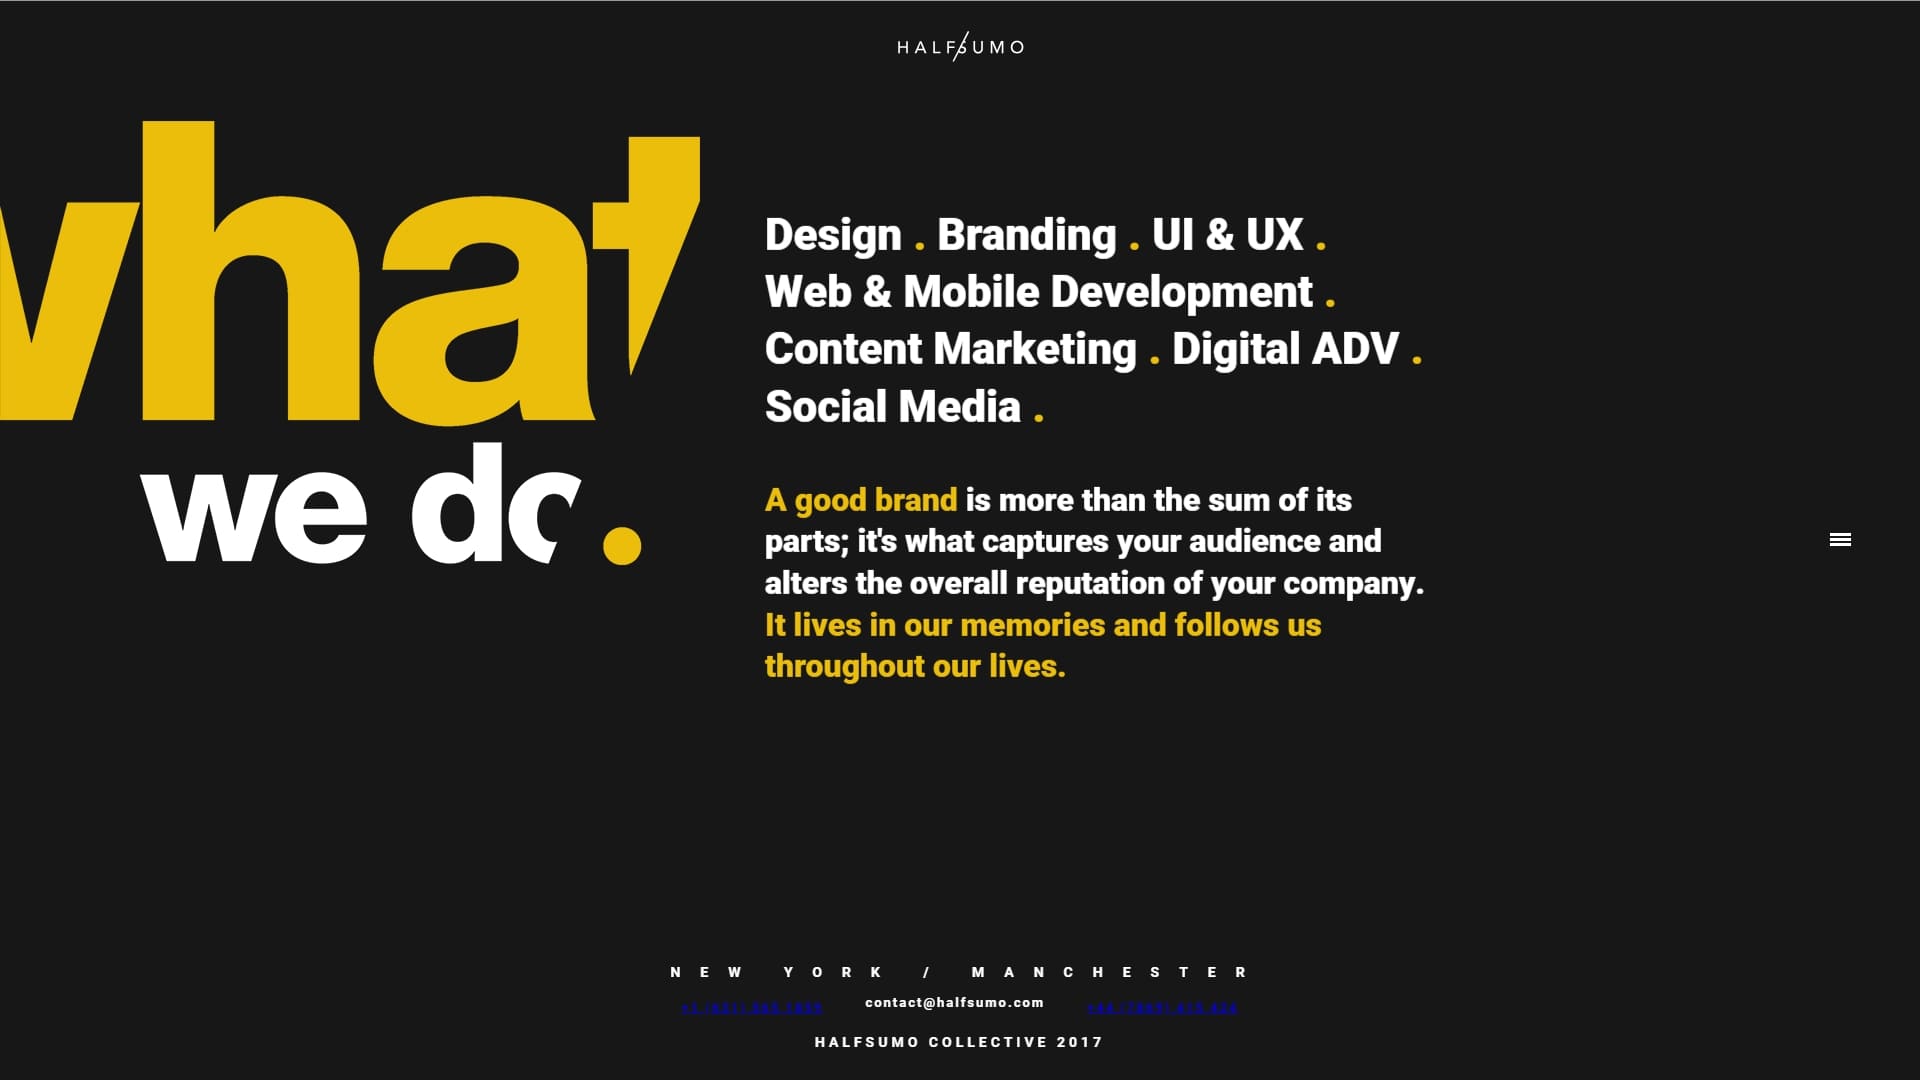 HALFSUMO
what
we do.
Design . Branding . UI & UX .
Web & Mobile Development .
Content Marketing . Digital ADV .
Social Media .
A good brand is more than the sum of its
parts; it's what captures your audience and
alters the overall reputation of your company.
It lives in our memories and follows us
throughout our lives.
NEW YORK / MANCHESTER
contact@halfsumo.com
HALFSUMO COLLECTIVE 2017